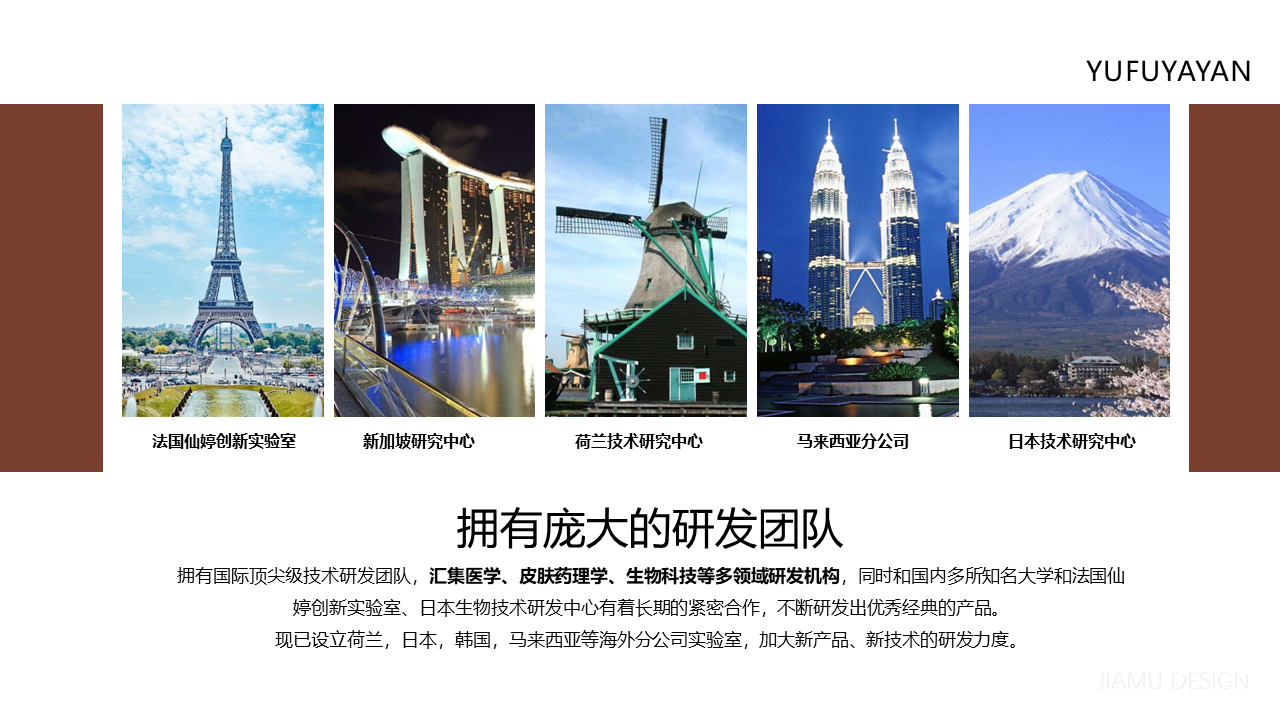 YUFUYAYAN
法国仙婷创新实验室
新加坡研究中心
荷兰技术研究中心
马来西亚分公司
日本技术研究中心
拥有庞大的研发团队
拥有国际顶尖级技术研发团队，汇集医学、皮肤药理学、生物科技等多领域研发机构，同时和国内多所知名大学和法国仙
婷创新实验室、日本生物技术研发中心有着长期的紧密合作，不断研发出优秀经典的产品。
现已设立荷兰，日本，韩国，马来西亚等海外分公司实验室，加大新产品、新技术的研发力度。
JIAMU DESIGN